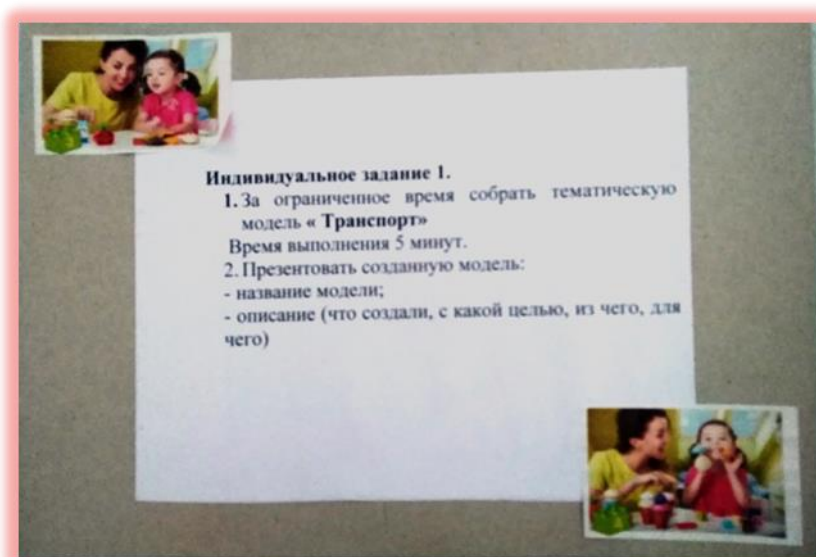 Индивидуальное задание 1.
1. За ограниченное время собрать тематическую
модель « Транспорт»
Время выполнения 5 минут.
2. Презентовать созданную модель:
- название модели;
- описание (что создали, с какой целью, из чего, для
чего)